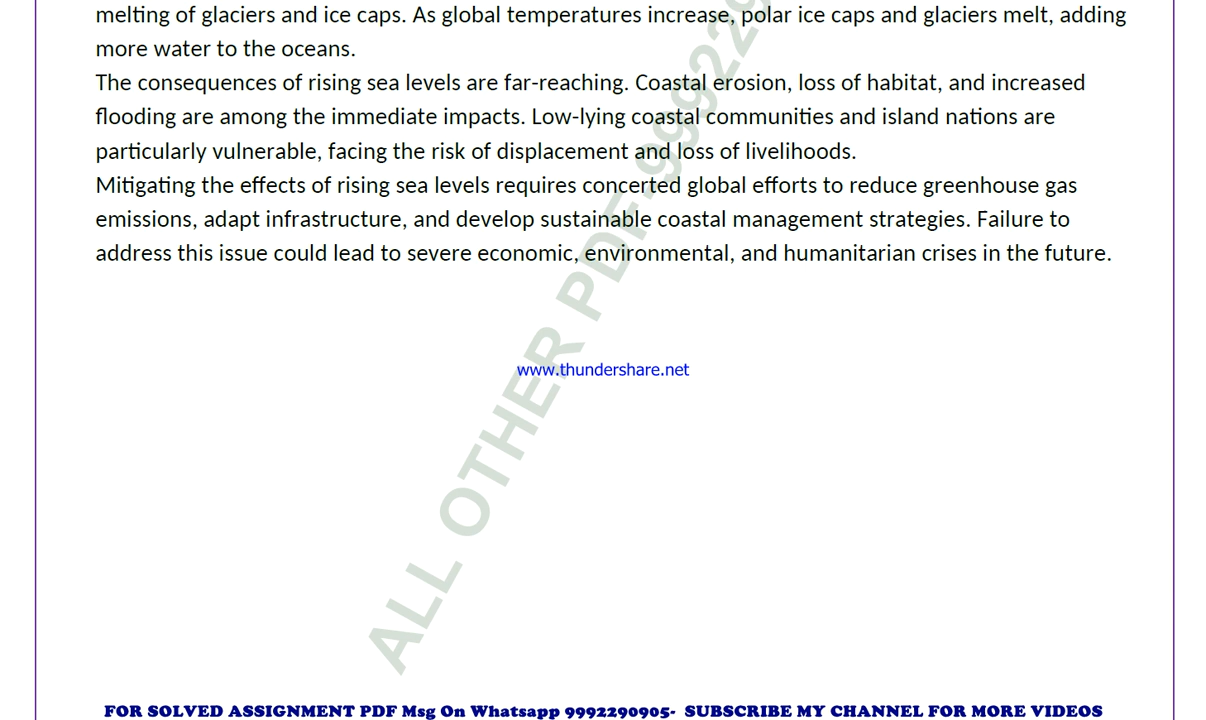 melting of glaciers and ice caps. As global temperatures increase, polar ice caps and glaciers melt, adding
more water to the oceans.
The consequences of rising sea levels are far-reaching. Coastal erosion, loss of habitat, and increased
flooding are among the immediate impacts. Low-lying coastal communities and island nations are
particularly vulnerable, facing the risk of displacement and loss of livelihoods.
Mitigating the effects of rising sea levels requires concerted global efforts to reduce greenhouse gas
emissions, adapt infrastructure, and develop sustainable coastal management strategies. Failure to
address this issue could lead to severe economic, environmental, and humanitarian crises in the future.
www.thundershare.net
ALL OTHER PDF-99922
FOR SOLVED ASSIGNMENT PDF Msg On Whatsapp 9992290905- SUBSCRIBE MY CHANNEL FOR MORE VIDEOS